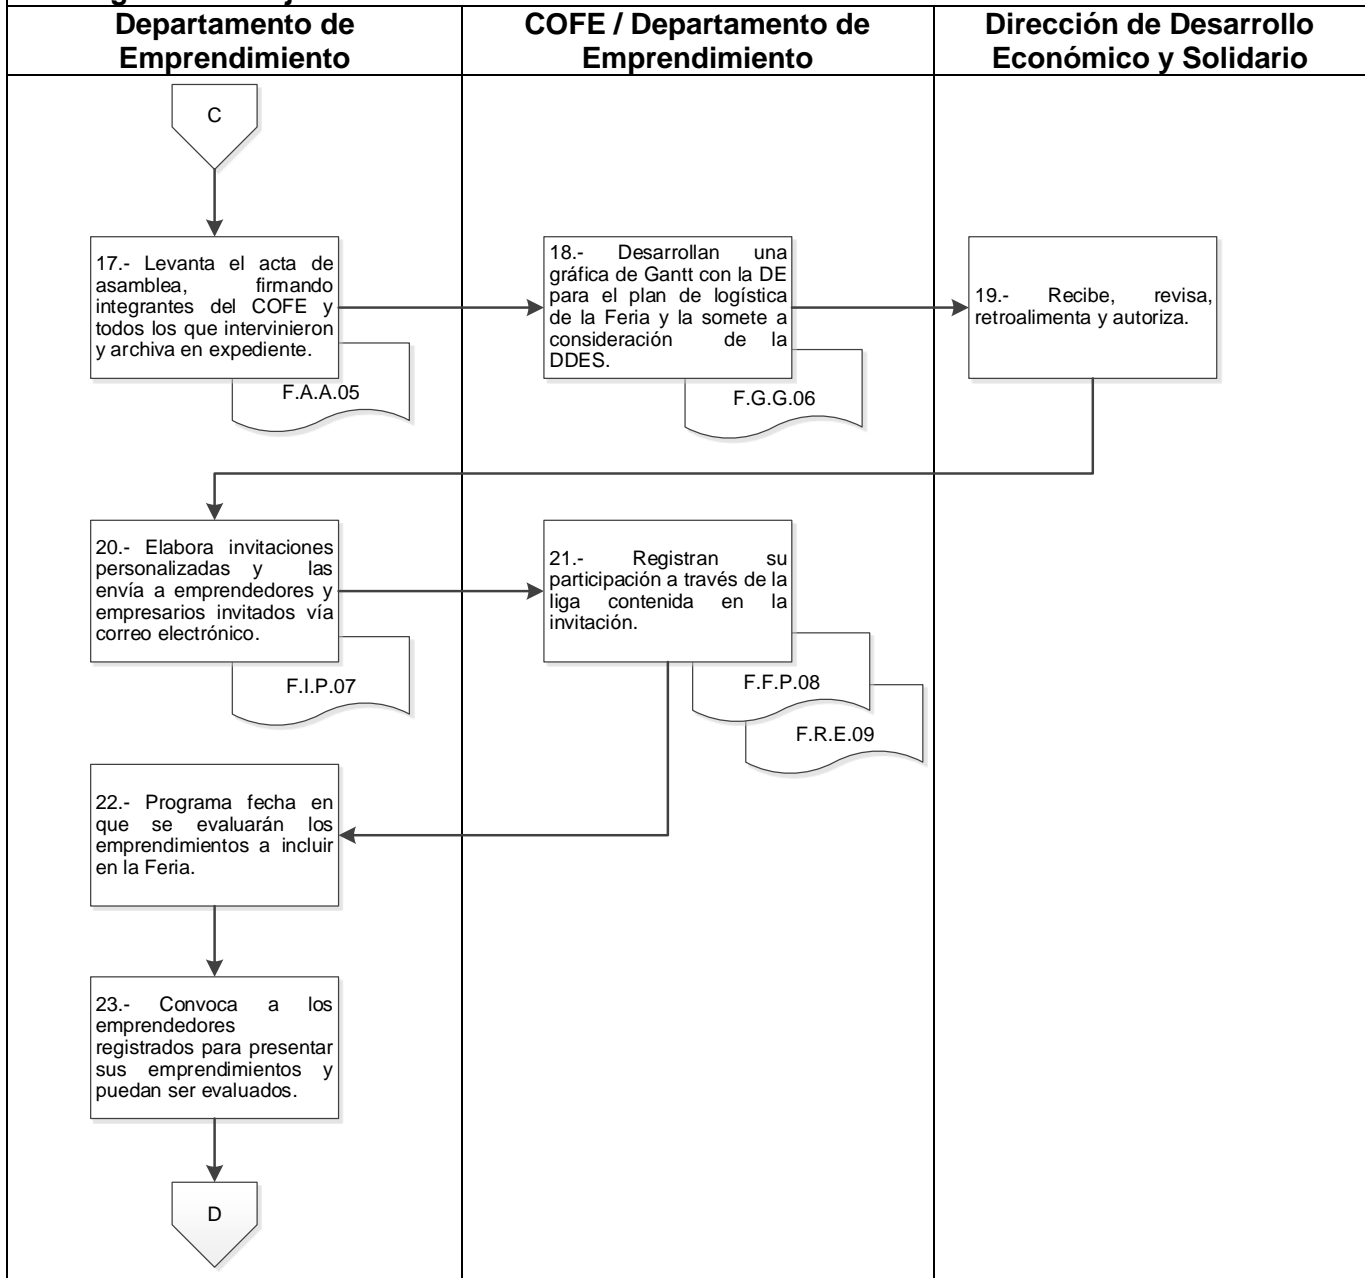 Departamento de
Emprendimiento
COFE / Departamento de
Emprendimiento
Dirección de Desarrollo
Económico y Solidario
C
17.- Levanta el acta de
asamblea, firmando
integrantes del COFE y
todos los que intervinieron
y archiva en expediente.
F.A.A.05
18.- Desarrollan una
gráfica de Gantt con la DE
para el plan de logística
de la Feria y la somete a
consideración de la
DDES.
F.G.G.06
19.- Recibe, revisa,
retroalimenta y autoriza.
20.- Elabora invitaciones
personalizadas y las
envía a emprendedores y
empresarios invitados vía
correo electrónico.
F.I.P.07
21.- Registran su
participación a través de la
liga contenida en la
invitación.
F.F.P.08
F.R.E.09
22.- Programa fecha en
que se evaluarán los
emprendimientos a incluir
en la Feria.
23.- Convoca a los
emprendedores
registrados para presentar
sus emprendimientos y
puedan ser evaluados.
D